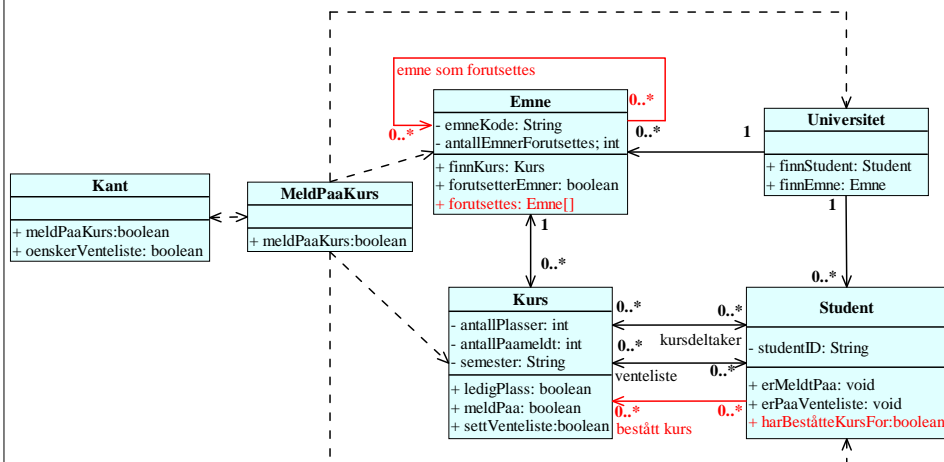 emne som forutsettes
0..*
0..*
Emne
- emneKode: String
- antallEmnerForutsettes; int
+ finnKurs: Kurs
+ forutsetterEmner: boolean
+ forutsettes: Emne[]
0..*
1
Universitet
+ finnStudent: Student
+ finnEmne: Emne
1
0..*
Kant
+ meldPaaKurs:boolean
+ oenskerVenteliste: boolean
MeldPaaKurs
+ meldPaaKurs:boolean
1
0..*
Kurs
- antallPlasser: int
- antallPaameldt: int
- semester: String
+ ledigPlass: boolean
+ meldPaa: boolean
+ settVenteliste:boolean
0..*
0..*
kursdeltaker
0..*
0..*
venteliste
0..*
0..*
bestått kurs
Student
- studentID: String
+ erMeldtPaa: void
+ erPaaVenteliste: void
+ harBeståtteKursFor:boolean